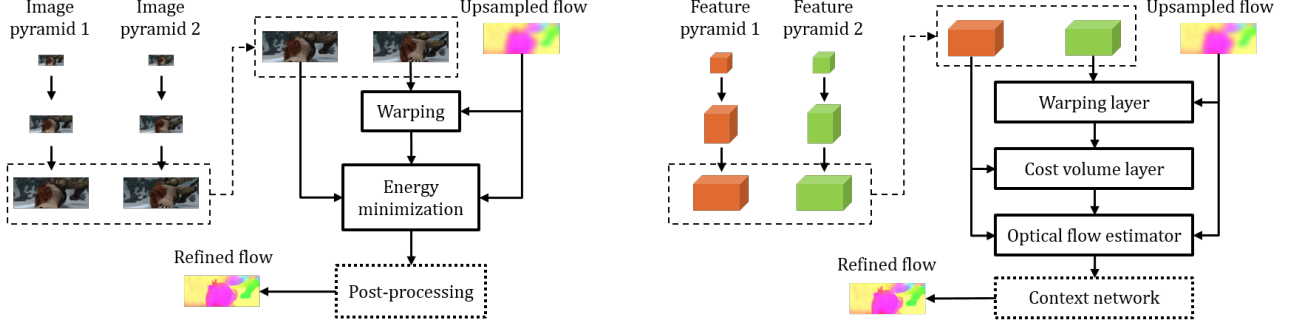 Image
pyramid 1
Image
pyramid 2
Upsampled flow
Warping
Energy
minimization
Refined flow
Post-processing
Feature
pyramid 1
Feature
pyramid 2
Upsampled flow
Warping layer
Cost volume layer
Optical flow estimator
Refined flow
Context network